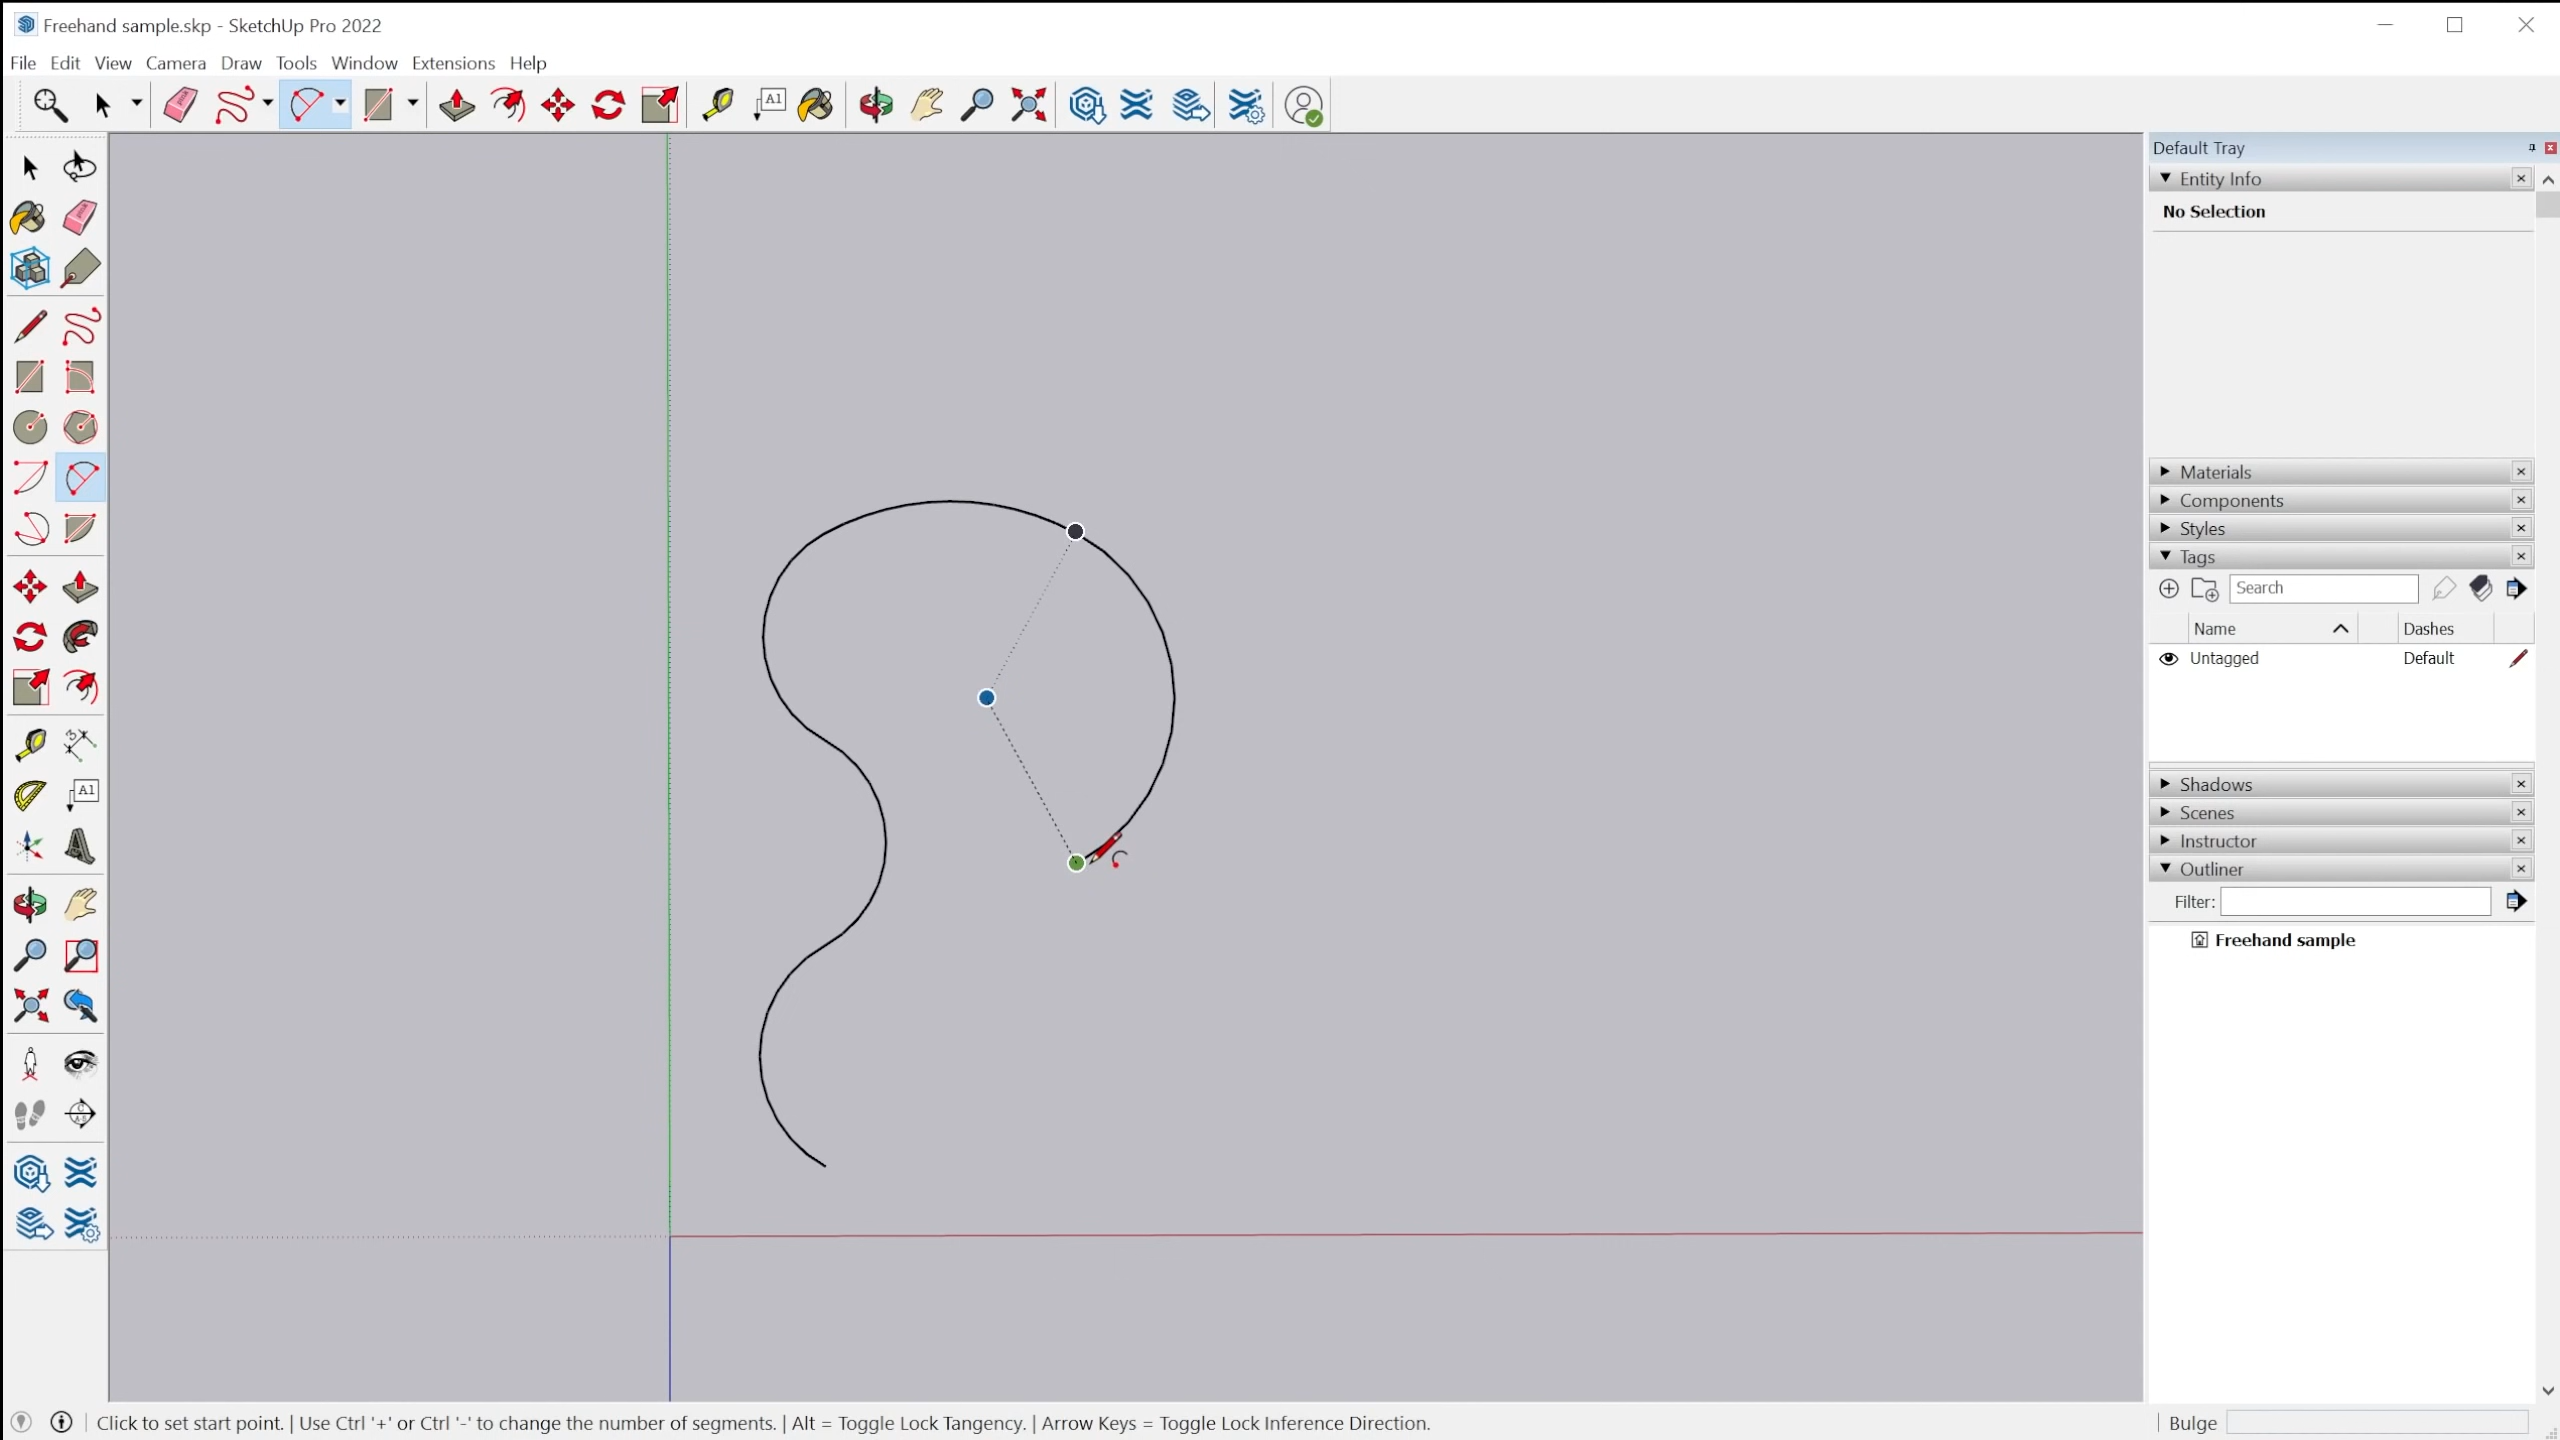 Freehand sample.skp - SketchUp Pro 2022
File Edit View Camera Draw Tools Window Extensions Help
A1
Default Tray
Entity Info
No Selection
Materials
Components
Styles
Tags
Search
Name Dashes
Untagged Default
A1
Shadows
Scenes
Instructor
Outliner
Filter:
Freehand sample
Click to set start point. | Use Ctrl '+' or Ctrl '-' to change the number of segments. | Alt = Toggle Lock Tangency. | Arrow Keys = Toggle Lock Inference Direction.
Bulge